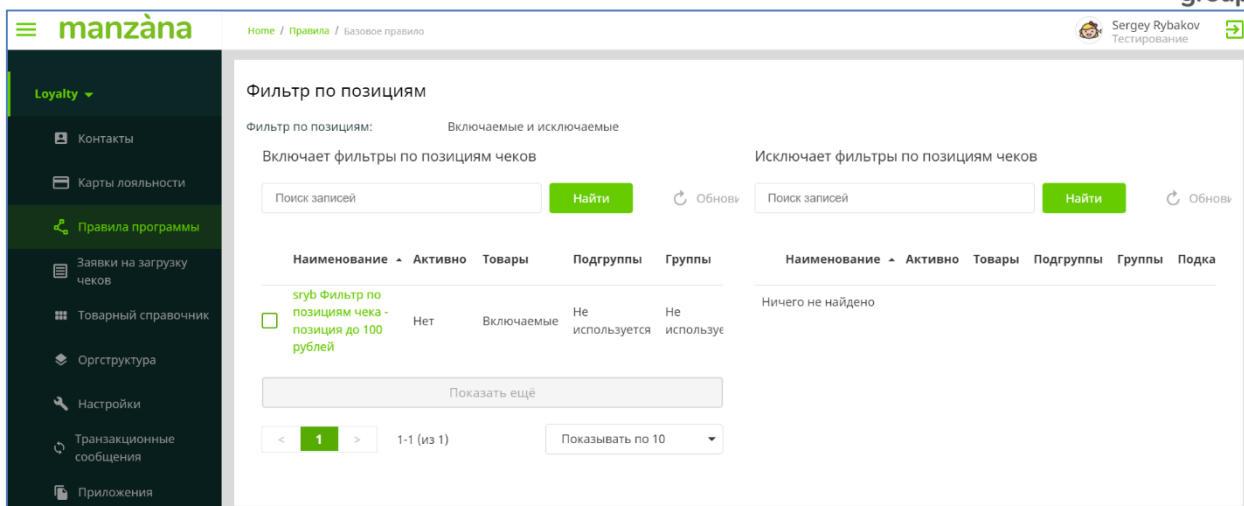 group
manzàna
Home / Правила / Базовое правило
Sergey Rybakov
Тестирование
Loyalty
Контакты
Карты лояльности
Правила программы
Заявки на загрузку
чеков
Товарный справочник
Оргструктура
Настройки
Транзакционные
сообщения
Приложения
Фильтр по позициям
Фильтр по позициям: Включаемые и исключаемые
Включает фильтры по позициям чеков
Поиск записей Найти Обновь
Наименование Активно Товары Подгруппы Группы
sryb Фильтр по
позициям чека -
позиция до 100
рублей
Нет Включаемые
Не
используется
Не
используе
Показать ещё
< 1 > 1-1 (из 1) Показывать по 10
Исключает фильтры по позициям чеков
Поиск записей Найти Обновь
Наименование Активно Товары Подгруппы Группы Подка
Ничего не найдено